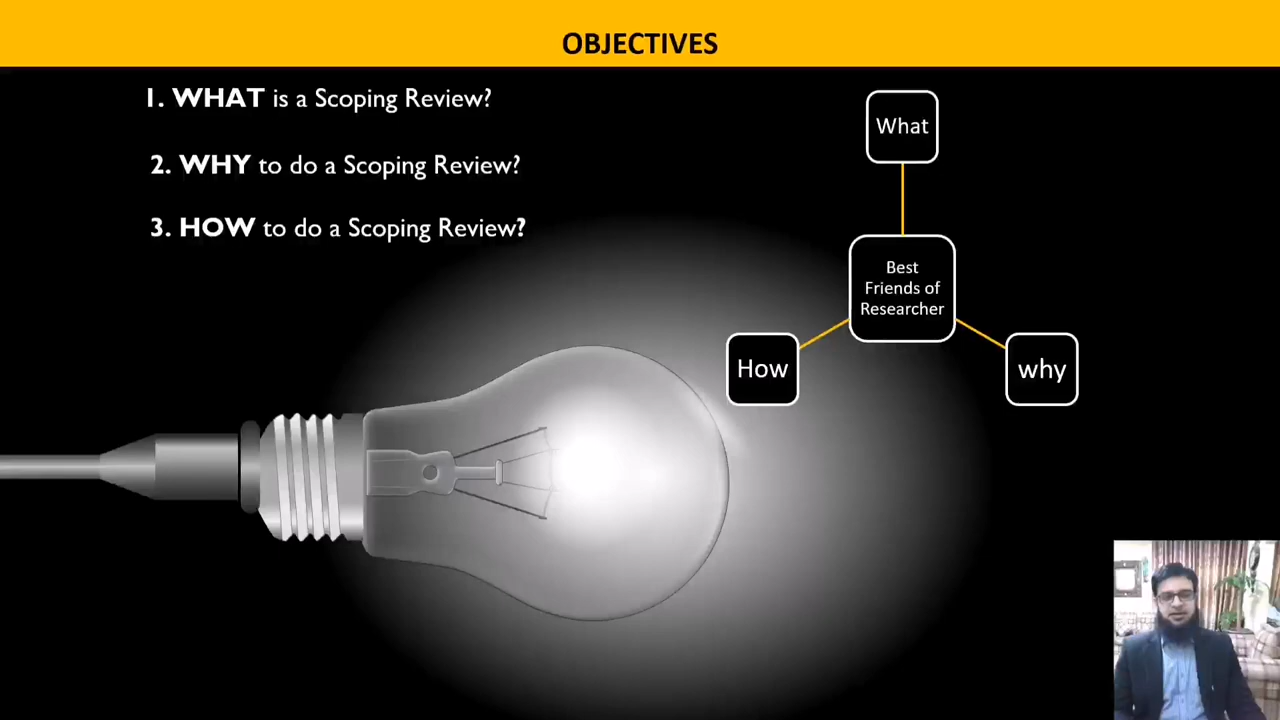 OBJECTIVES
1. WHAT is a Scoping Review?
2. WHY to do a Scoping Review?
3. HOW to do a Scoping Review?
What
Best
Friends of
Researcher
How
why